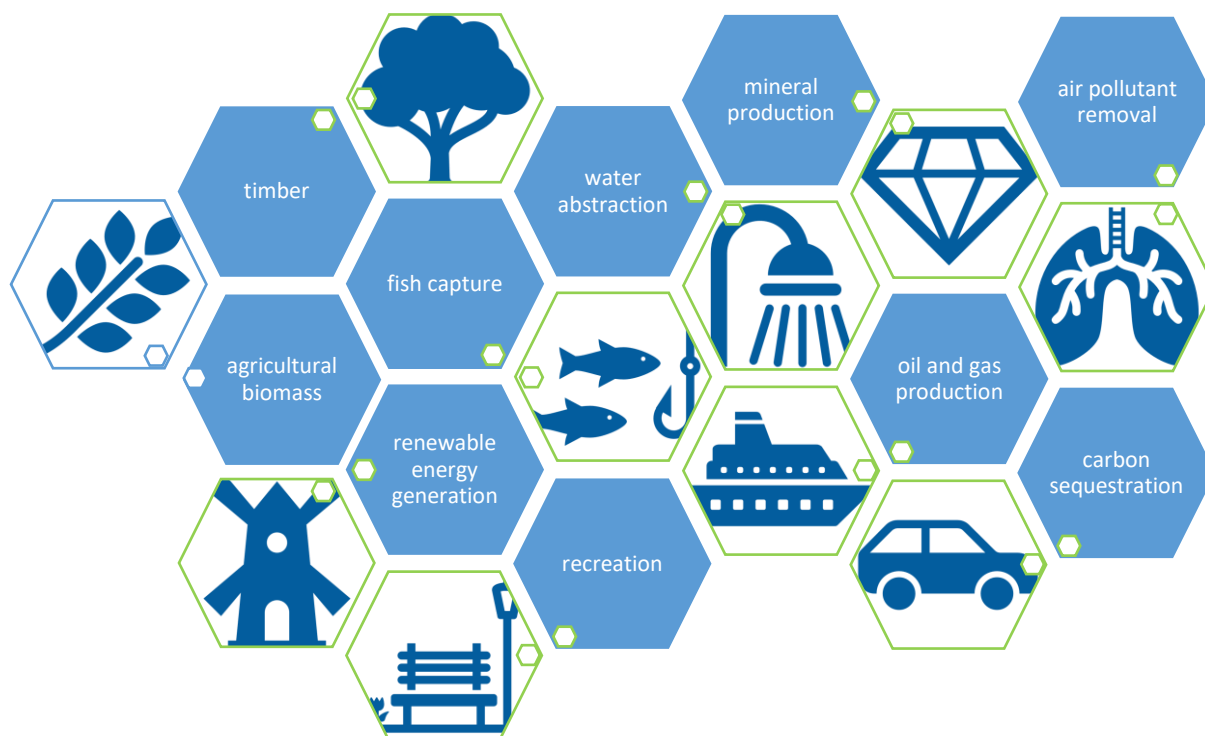 mineral
production
air pollutant
removal
timber
water
abstraction
fish capture
agricultural
biomass
oil and gas
production
renewable
energy
generation
carbon
sequestration
recreation